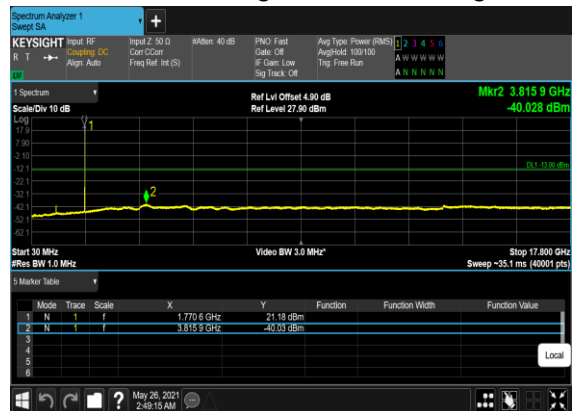 Spectrum Analyzer 1
Swept SA
+
KEYSIGHT Input: RF Input Z: 50 Ω #Atten: 40 dB PNO: Fast Avg Type: Power (RMS) 1 2 3 4 5 6
R T Coupling: DC Corr CCorr Gate: Off Avg|Hold: 100/100 A W W W W W
Align: Auto Freq Ref: Int (S) IF Gain: Low Trig: Free Run
Sig Track: Off A N N N N N
1 Spectrum
Scale/Div 10 dB
Ref Lvl Offset 4.90 dB
Ref Level 27.90 dBm
Mkr2 3.815 9 GHz
-40.028 dBm
Log
17.9
7.90
-2.10
-12.1
-22.1
-32.1
-42.1
-52.1
-62.1
1
2
DL1 -13.00 dBm
Start 30 MHz Video BW 3.0 MHz* Stop 17.800 GHz
#Res BW 1.0 MHz Sweep ~35.1 ms (40001 pts)
5 Marker Table
Mode Trace Scale X Y Function Function Width Function Value
1 N 1 f 1.770 6 GHz 21.18 dBm
2 N 1 f 3.815 9 GHz -40.03 dBm
3
4
5
6
Local
?
May 26, 2021
2:49:15 AM